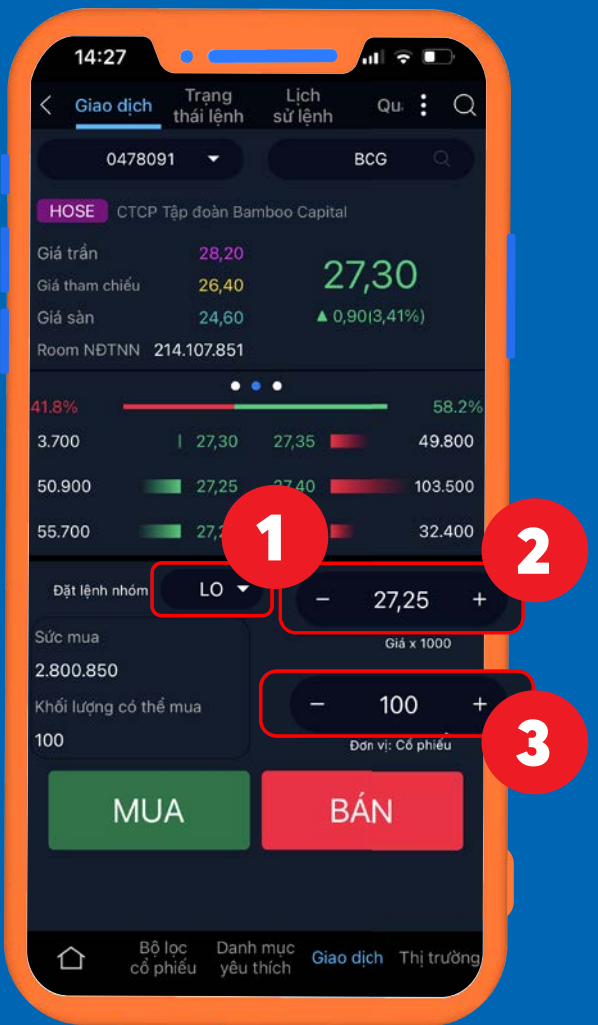 14:27
Giao dịch
Trạng thái lệnh
Lịch sử lệnh
Qu
0478091
BCG
HOSE CTCP Tập đoàn Bamboo Capital
Giá trần 28,20
Giá tham chiếu 26,40
Giá sàn 24,60
Room NĐTNN 214.107.851
27,30
▲ 0,90(3,41%)
41.8% 58.2%
3.700 27,30 27,35 49.800
50.900 27,25 27,40 103.500
55.700 32.400
1
2
Đặt lệnh nhóm LO
− 27,25 +
Giá x 1000
Sức mua
2.800.850
Khối lượng có thể mua
100
− 100 +
Đơn vị: Cổ phiếu
3
MUA
BÁN
Bộ lọc cổ phiếu
Danh mục yêu thích
Giao dịch
Thị trường